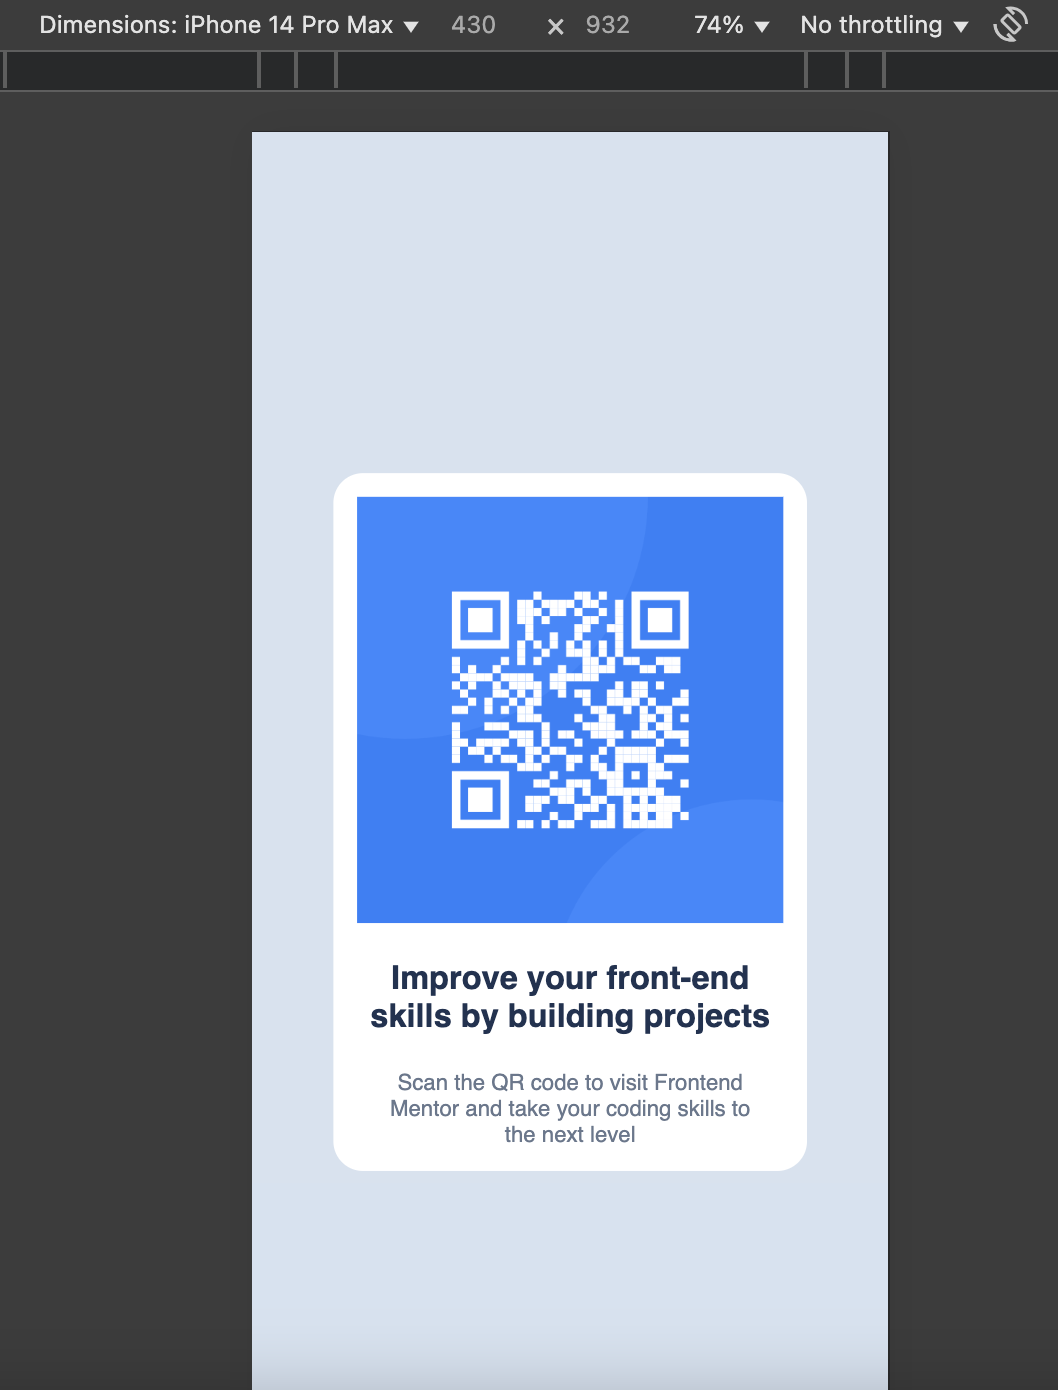 Dimensions: iPhone 14 Pro Max ▼ 430 × 932 74% ▼ No throttling ▼
Improve your front-end
skills by building projects
Scan the QR code to visit Frontend
Mentor and take your coding skills to
the next level